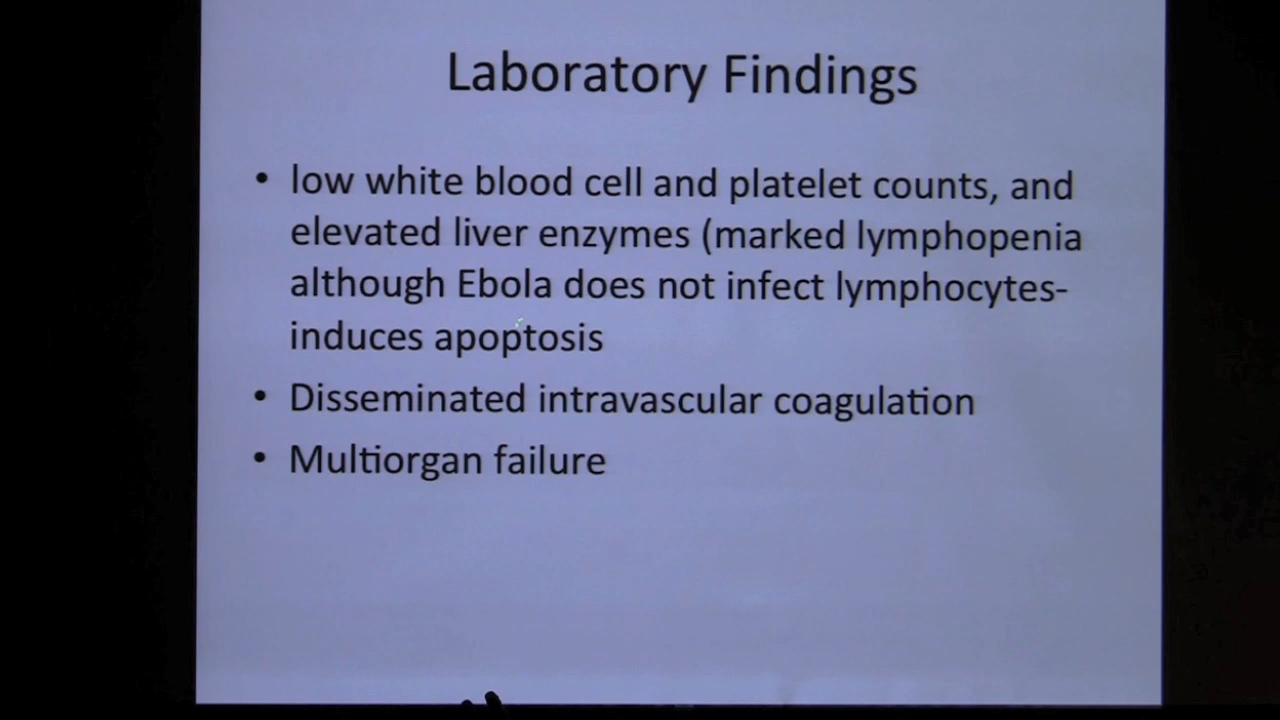 Laboratory Findings
• low white blood cell and platelet counts, and
elevated liver enzymes (marked lymphopenia
although Ebola does not infect lymphocytes-
induces apoptosis
• Disseminated intravascular coagulation
• Multiorgan failure